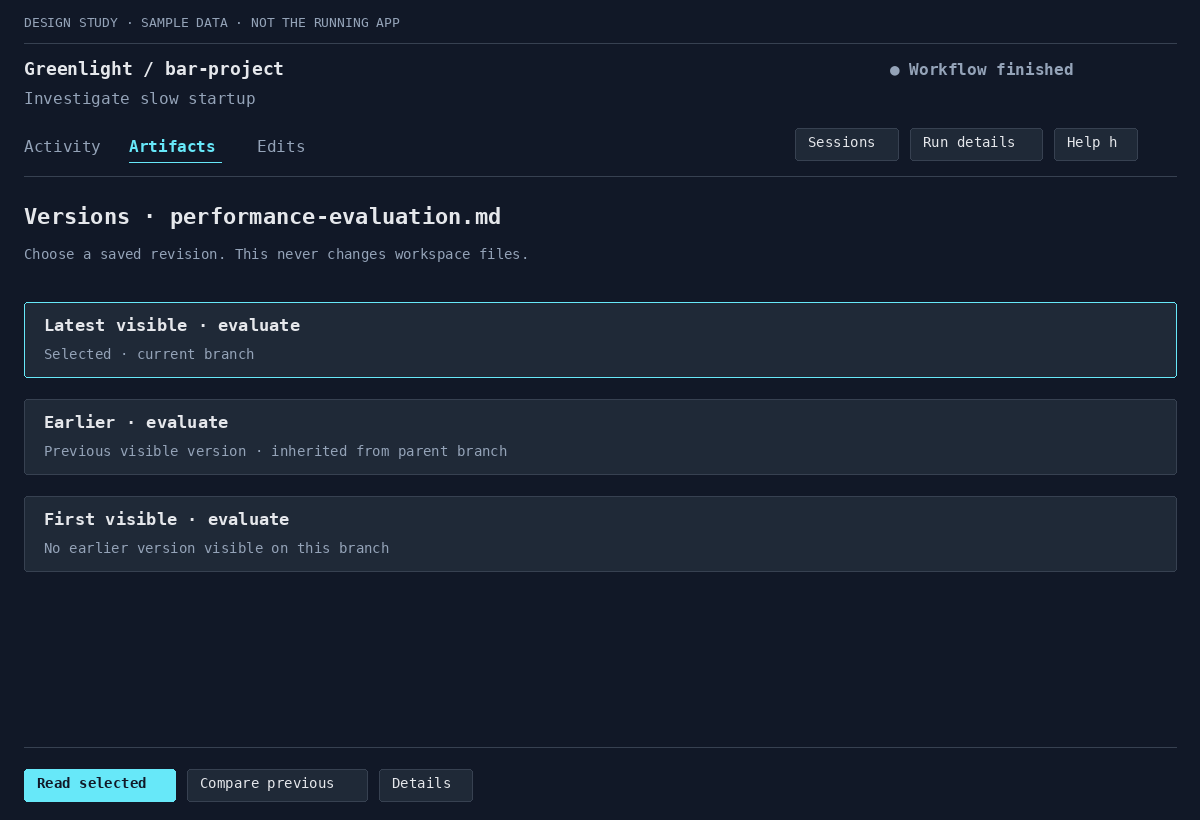 DESIGN STUDY · SAMPLE DATA · NOT THE RUNNING APP
Greenlight / bar-project
● Workflow finished
Investigate slow startup
Activity Artifacts Edits
Sessions Run details Help h
Versions · performance-evaluation.md
Choose a saved revision. This never changes workspace files.
Latest visible · evaluate
Selected · current branch
Earlier · evaluate
Previous visible version · inherited from parent branch
First visible · evaluate
No earlier version visible on this branch
Read selected Compare previous Details